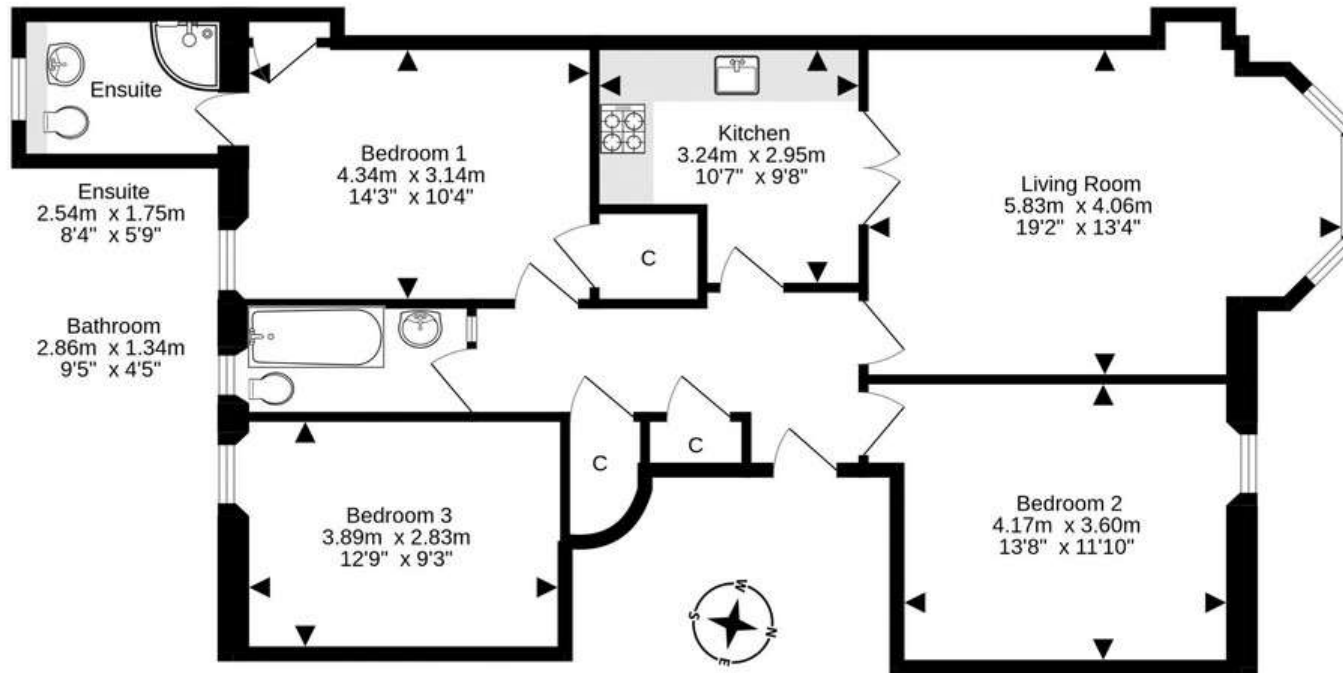 Ensuite
Bedroom 1
4.34m x 3.14m
14'3" x 10'4"
Kitchen
3.24m x 2.95m
10'7" x 9'8"
Living Room
5.83m x 4.06m
19'2" x 13'4"
Ensuite
2.54m x 1.75m
8'4" x 5'9"
C
Bathroom
2.86m x 1.34m
9'5" x 4'5"
C
C
Bedroom 3
3.89m x 2.83m
12'9" x 9'3"
Bedroom 2
4.17m x 3.60m
13'8" x 11'10"
W
S
N
E